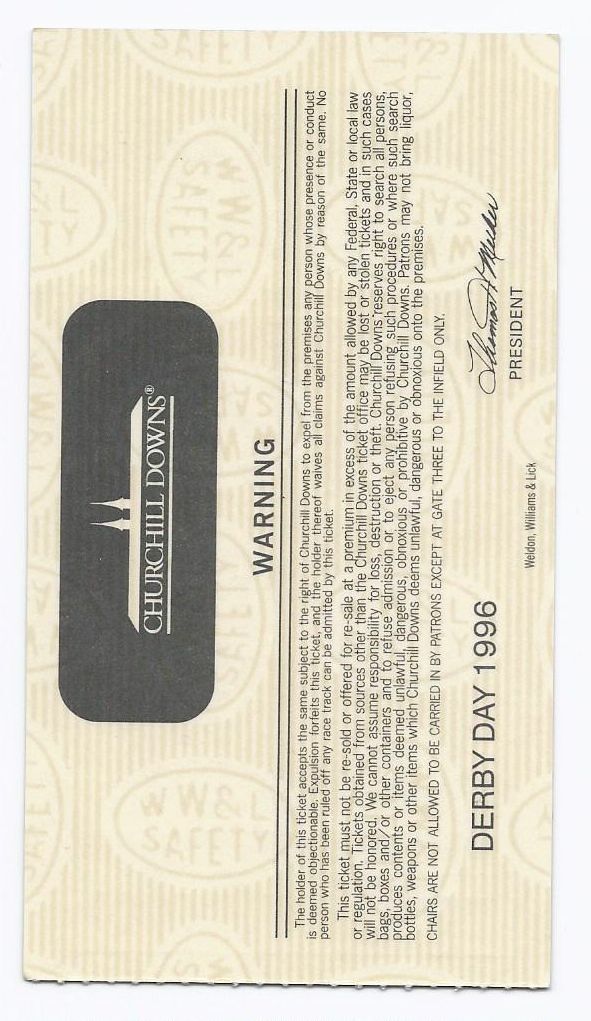 CHURCHILL DOWNS®
WARNING
The holder of this ticket accepts the same subject to the right of Churchill Downs to expel from the premises any person whose presence or conduct
is deemed objectionable. Expulsion forfeits this ticket, and the holder thereof waives all claims against Churchill Downs by reason of the same. No
person who has been ruled off any race track can be admitted by this ticket.
This ticket must not be re-sold or offered for re-sale at a premium in excess of the amount allowed by any Federal, State or local law
or regulation. Tickets obtained from sources other than the Churchill Downs ticket office may be lost or stolen tickets and in such cases
will not be honored. We cannot assume responsibility for loss, destruction or theft. Churchill Downs reserves right to search all persons,
bags, boxes and/or other containers and to refuse admission or to eject any person refusing such procedures or where such search
produces contents or items deemed unlawful, dangerous, obnoxious or prohibitive by Churchill Downs. Patrons may not bring liquor,
bottles, weapons or other items which Churchill Downs deems unlawful, dangerous or obnoxious onto the premises.
CHAIRS ARE NOT ALLOWED TO BE CARRIED IN BY PATRONS EXCEPT AT GATE THREE TO THE INFIELD ONLY.
Thomas H Meeker
DERBY DAY 1996
PRESIDENT
Weldon, Williams & Lick